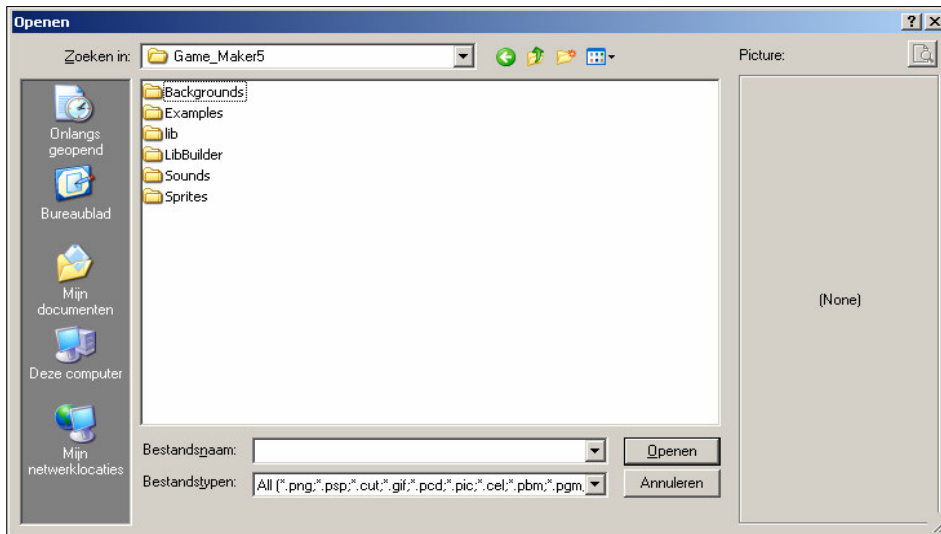 Openen
Zoeken in:
Game_Maker5
Picture:
Onlangs
geopend
Bureaublad
Mijn
documenten
Deze computer
Mijn
netwerklocaties
Backgrounds
Examples
lib
LibBuilder
Sounds
Sprites
(None)
Bestandsnaam:
Openen
Bestandstypen:
All (*.png;*.psp;*.cut;*.gif;*.pcd;*.pic;*.cel;*.pbm;*.pgm;
Annuleren